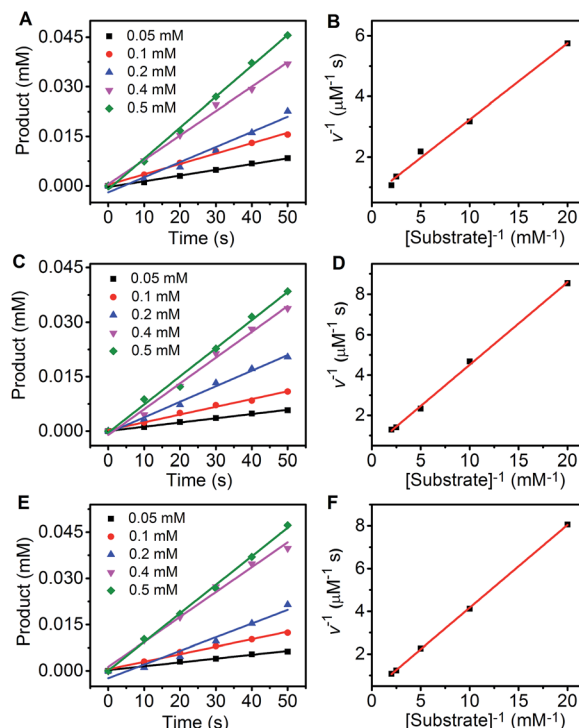 A
0.05 mM
0.1 mM
0.2 mM
0.4 mM
0.5 mM
Product (mM)
0.045
0.030
0.015
0.000
0 10 20 30 40 50
Time (s)
B
v⁻¹ (μM⁻¹ s)
6
4
2
0 5 10 15 20
[Substrate]⁻¹ (mM⁻¹)
C
0.05 mM
0.1 mM
0.2 mM
0.4 mM
0.5 mM
Product (mM)
0.045
0.030
0.015
0.000
0 10 20 30 40 50
Time (s)
D
v⁻¹ (μM⁻¹ s)
8
6
4
2
0 5 10 15 20
[Substrate]⁻¹ (mM⁻¹)
E
0.05 mM
0.1 mM
0.2 mM
0.4 mM
0.5 mM
Product (mM)
0.045
0.030
0.015
0.000
0 10 20 30 40 50
Time (s)
F
v⁻¹ (μM⁻¹ s)
8
6
4
2
0 5 10 15 20
[Substrate]⁻¹ (mM⁻¹)